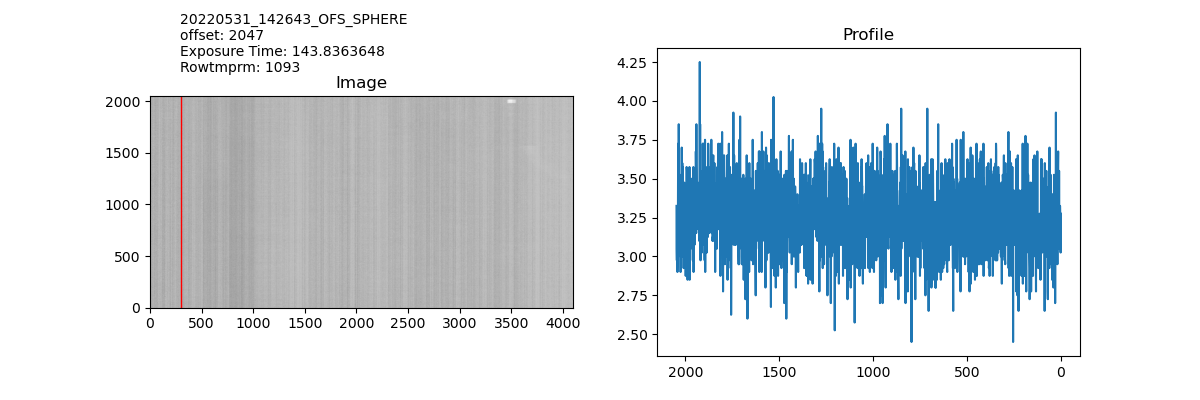 20220531_142643_OFS_SPHERE
offset: 2047
Exposure Time: 143.8363648
Rowtmprm: 1093
Image
2000
1500
1000
500
0
0 500 1000 1500 2000 2500 3000 3500 4000
Profile
4.25
4.00
3.75
3.50
3.25
3.00
2.75
2.50
2000 1500 1000 500 0